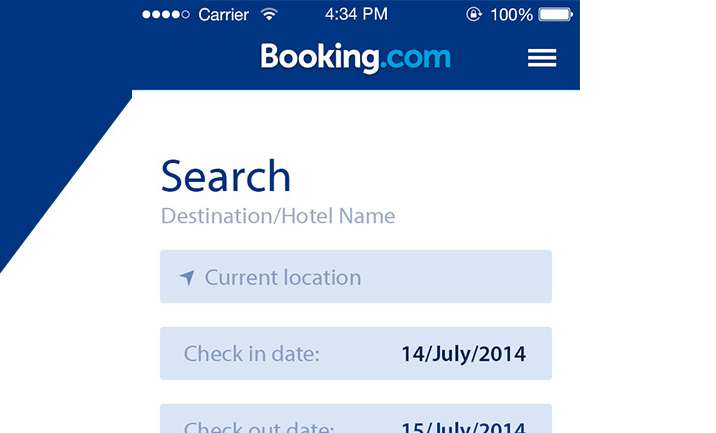 Carrier 4:34 PM 100%
Booking.com
Search
Destination/Hotel Name
Current location
Check in date: 14/July/2014
Check out date: 15/July/2014